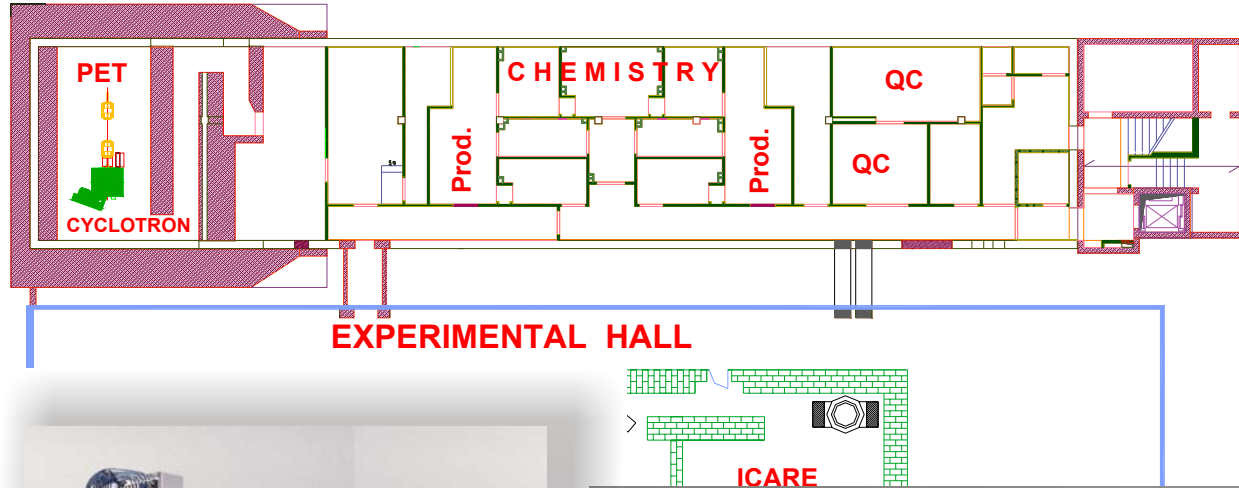 PET
CHEMISTRY
QC
Prod.
Prod.
QC
CYCLOTRON
EXPERIMENTAL HALL
ICARE